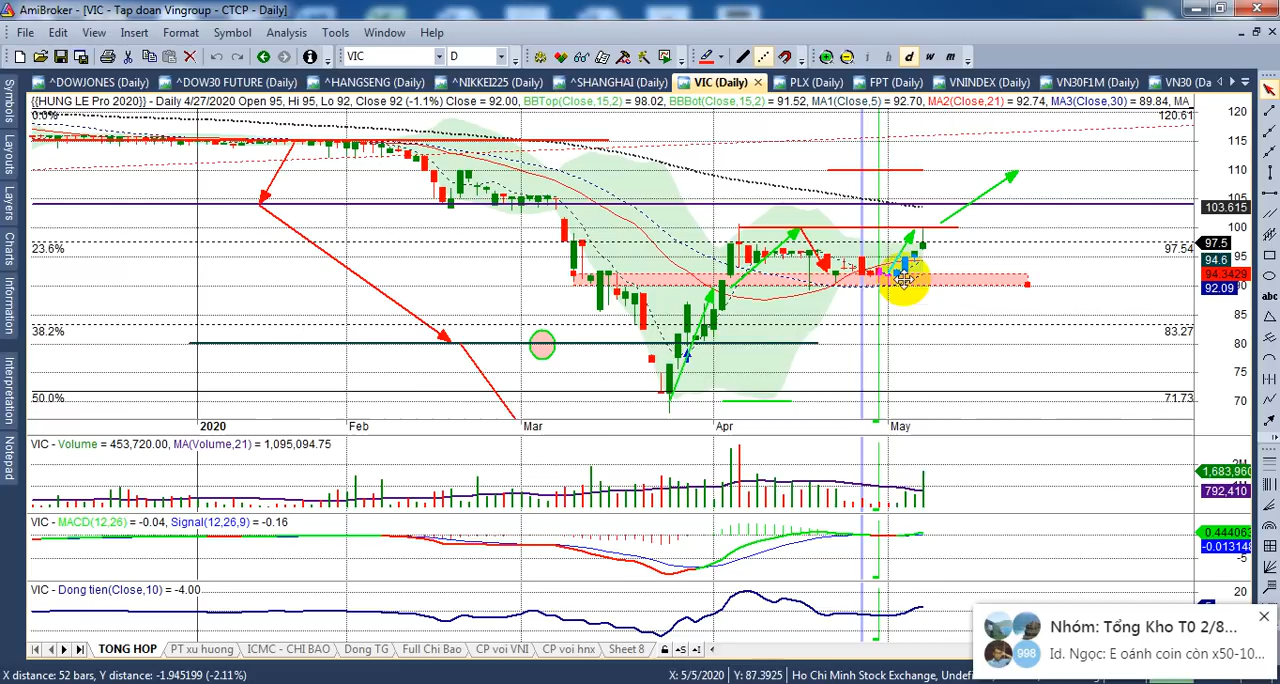 AmiBroker - [VIC - Tap doan Vingroup - CTCP - Daily]
File Edit View Insert Format Symbol Analysis Tools Window Help
VIC D i h d w m
^DOWJONES (Daily) ^DOW30 FUTURE (Daily) ^HANGSENG (Daily) ^NIKKEI225 (Daily) ^SHANGHAI (Daily) VIC (Daily) PLX (Daily) FPT (Daily) VNINDEX (Daily) VN30F1M (Daily) VN30 (Da
{{HUNG LE Pro 2020}} - Daily 4/27/2020 Open 95, Hi 95, Lo 92, Close 92 (-1.1%) Close = 92.00, BBTop(Close,15,2) = 98.02, BBBot(Close,15,2) = 91.52, MA1(Close,5) = 92.70, MA2(Close,21) = 92.74, MA3(Close,30) = 89.84, MA
Symbols
Layouts
Layers
Charts
Information
Interpretation
Notepad
abc
0.0%
120.61
120
115
110
105
103.615
100
97.5
23.6%
97.54
95
94.6
94.3429
90
92.09
38.2%
83.27
80
75
50.0%
71.73
70
2020 Feb Mar Apr May
VIC - Volume = 453,720.00, MA(Volume,21) = 1,095,094.75
1,683,960
792,410
VIC - MACD(12,26) = -0.04, Signal(12,26,9) = -0.16
0.444063
-0.013148
-5
VIC - Dong tien(Close,10) = -4.00
20
TONG HOP PT xu huong ICMC - CHI BAO Dong TG Full Chi Bao CP voi VNI CP voi hnx Sheet 8
Nhóm: Tổng Kho T0 2/8...
998
Id. Ngọc: E oánh coin còn x50-10...
X distance: 52 bars, Y distance: -1.945199 (-2.11%) X: 5/5/2020 Y: 87.3925 Ho Chi Minh Stock Exchange, Undef